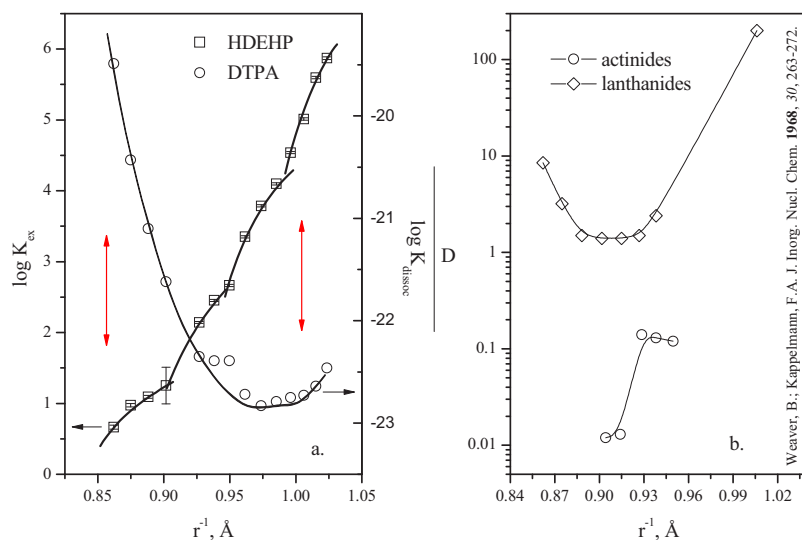 HDEHP
DTPA
6
5
4
3
2
1
0
log K_ex
-20
-21
-22
-23
log K_dissoc
a.
0.85 0.90 0.95 1.00 1.05
r⁻¹, Å
actinides
lanthanides
100
10
1
0.1
0.01
D
b.
0.84 0.87 0.90 0.93 0.96 0.99 1.02
r⁻¹, Å
Weaver, B.; Kappelmann, F.A. J. Inorg. Nucl. Chem. 1968, 30, 263-272.